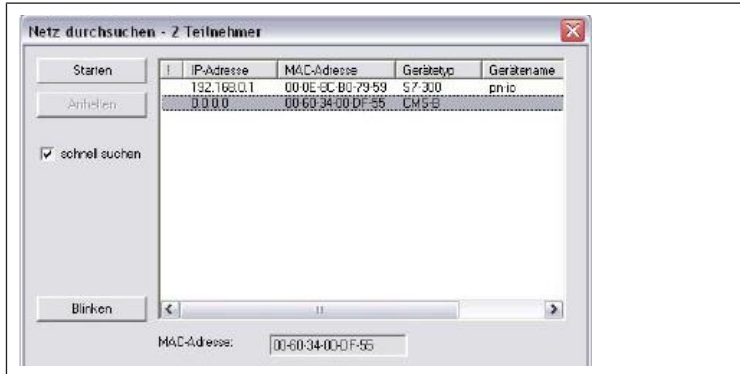 Netz durchsuchen - 2 Teilnehmer
Starten
! IP-Adresse MAC-Adresse Gerätetyp Gerätename
192.168.0.1 00-0E-8C-B0-79-59 S7-300 pn-io
Anhalten 0.0.0.0 00-60-34-00-DF-55 CMS-B
schnell suchen
Blinken
MAC-Adresse: 00-60-34-00-DF-55